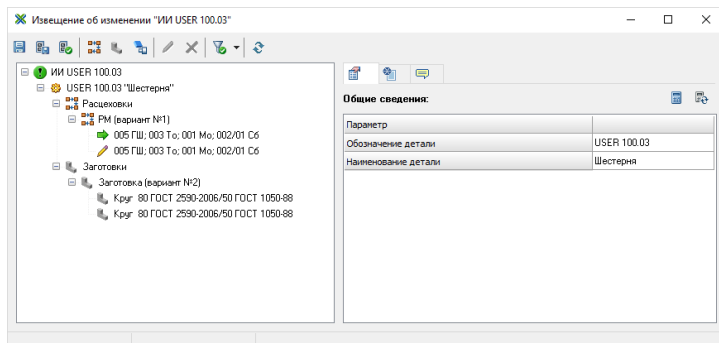 Извещение об изменении "ИИ USER 100.03"
ИИ USER 100.03
USER 100.03 "Шестерня"
Расцеховки
РМ (вариант №1)
005 ГШ; 003 То; 001 Мо; 002/01 Сб
005 ГШ; 003 То; 001 Мо; 002/01 Сб
Заготовки
Заготовка (вариант №2)
Круг 80 ГОСТ 2590-2006/50 ГОСТ 1050-88
Круг 80 ГОСТ 2590-2006/50 ГОСТ 1050-88
Общие сведения:
Параметр
Обозначение детали USER 100.03
Наименование детали Шестерня